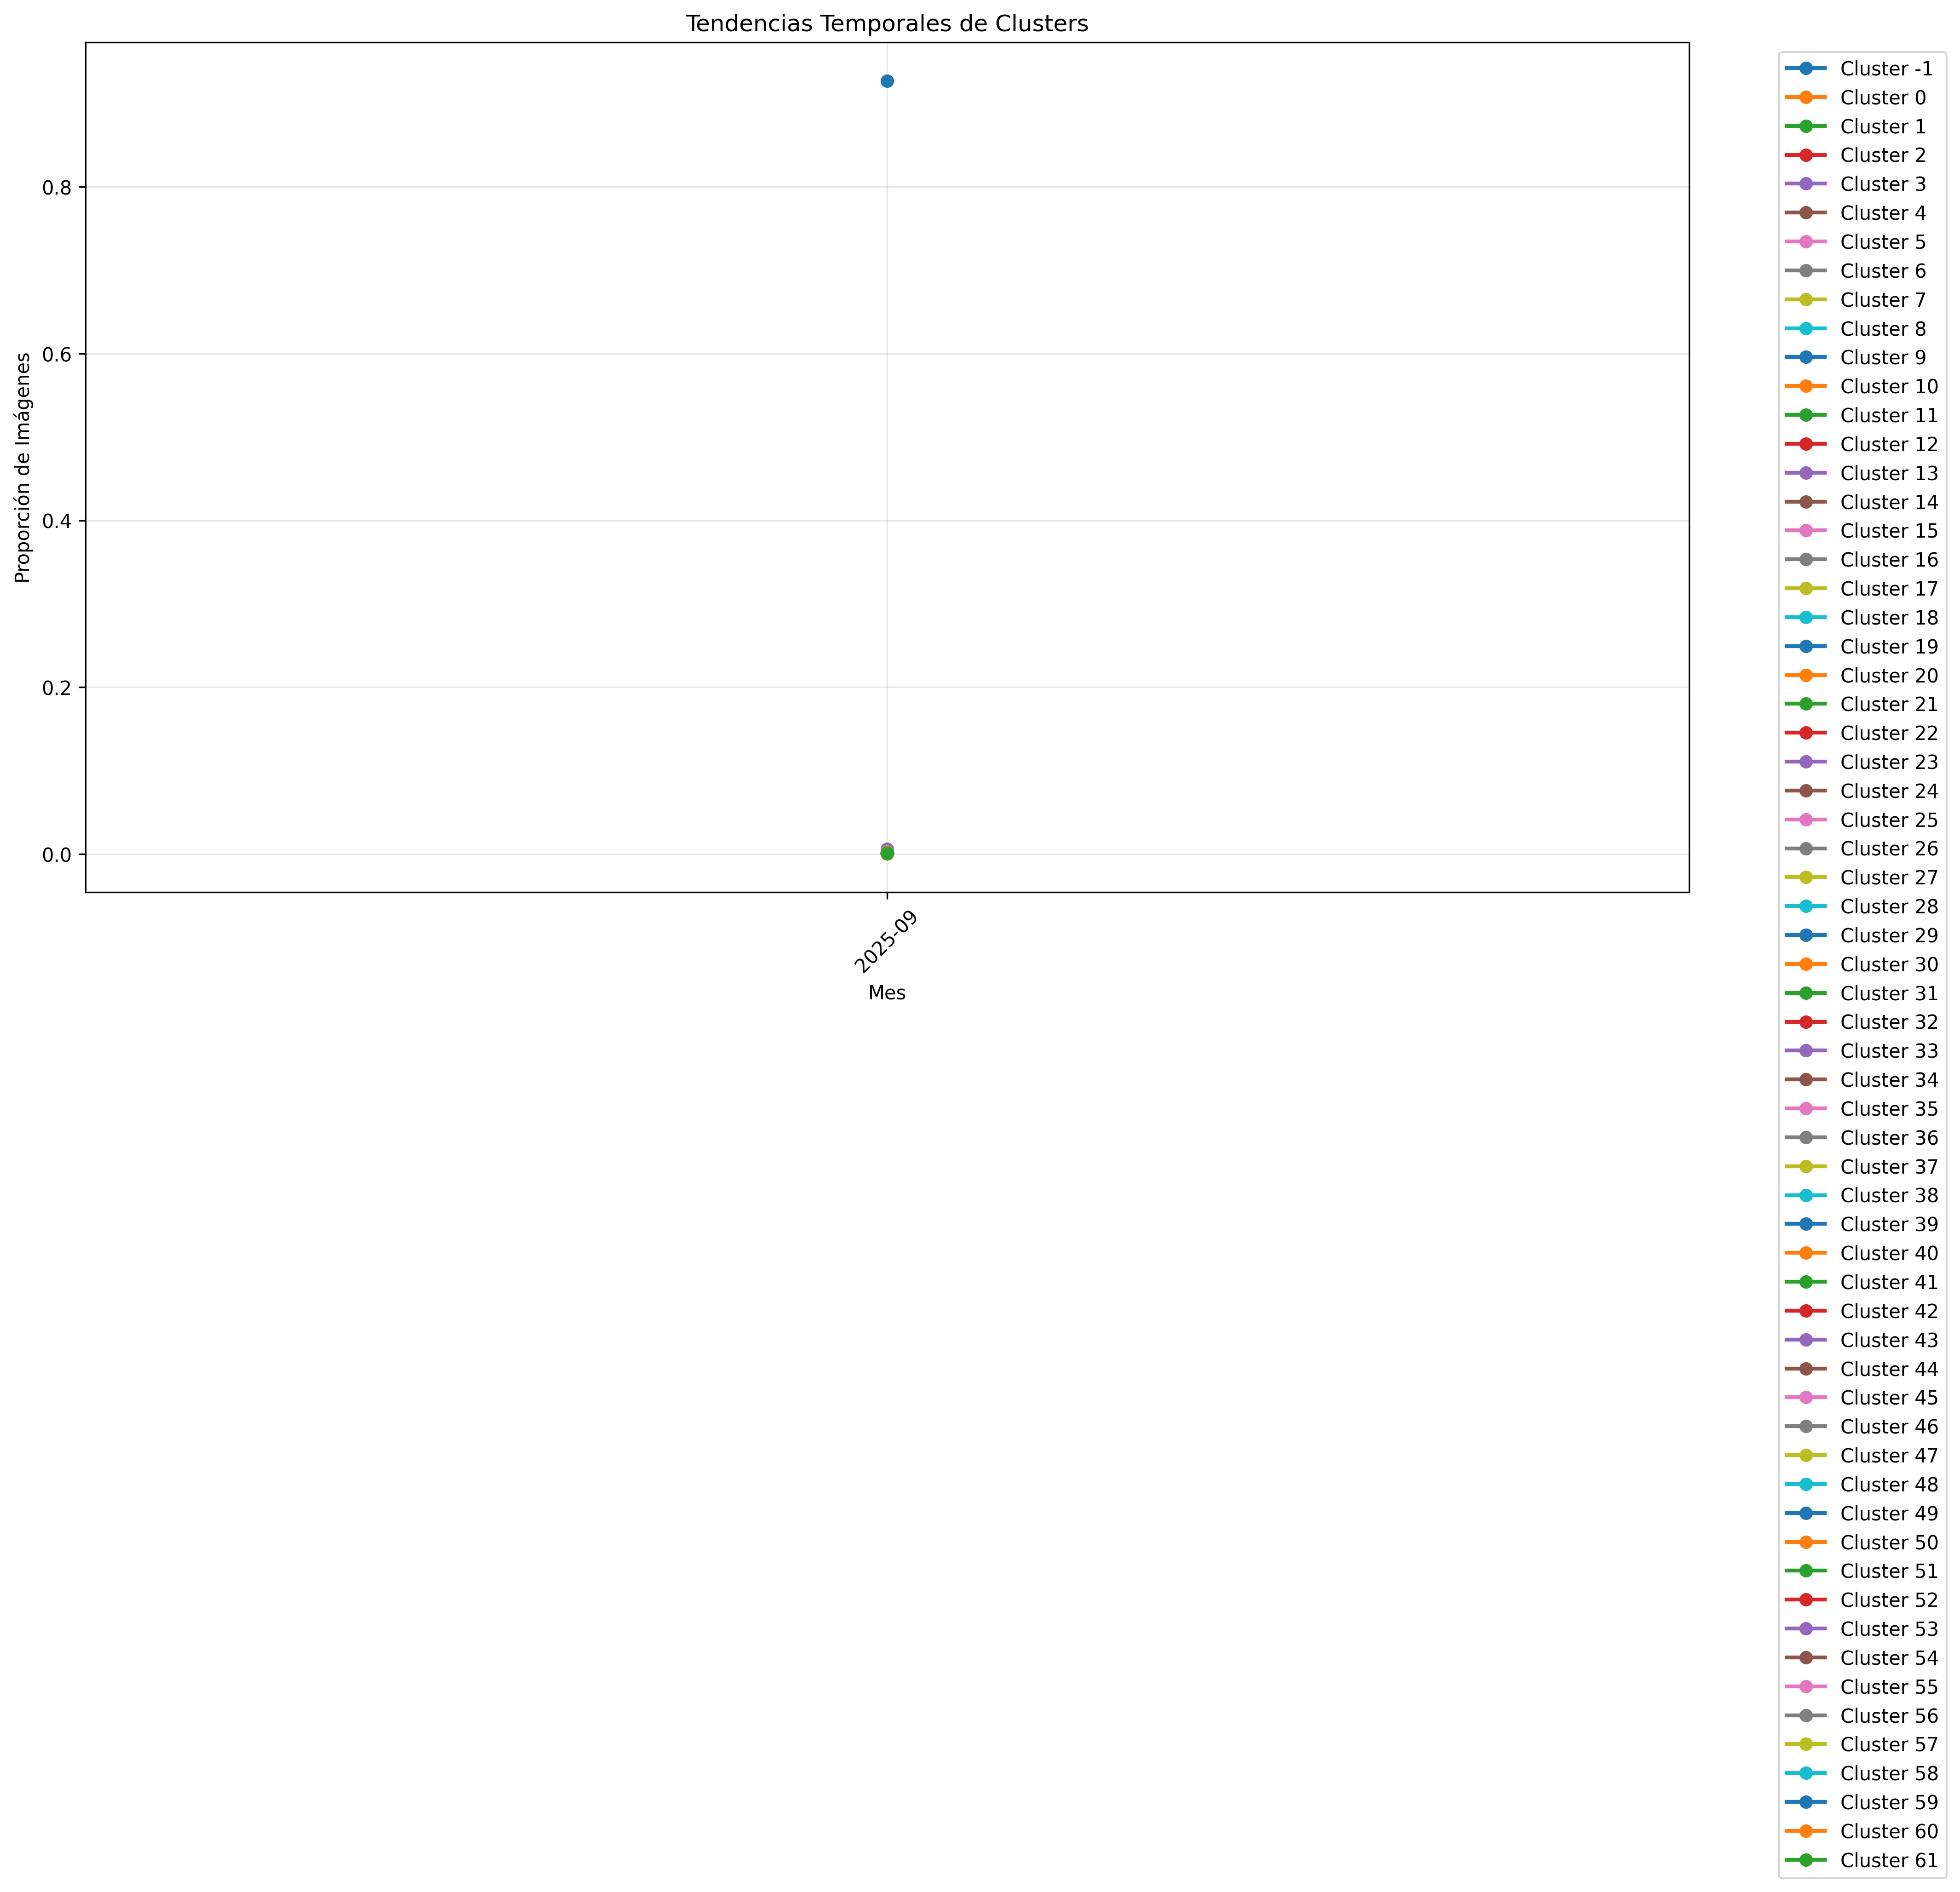 Tendencias Temporales de Clusters
Proporción de Imágenes
0.8
0.6
0.4
0.2
0.0
2025-09
Mes
Cluster -1
Cluster 0
Cluster 1
Cluster 2
Cluster 3
Cluster 4
Cluster 5
Cluster 6
Cluster 7
Cluster 8
Cluster 9
Cluster 10
Cluster 11
Cluster 12
Cluster 13
Cluster 14
Cluster 15
Cluster 16
Cluster 17
Cluster 18
Cluster 19
Cluster 20
Cluster 21
Cluster 22
Cluster 23
Cluster 24
Cluster 25
Cluster 26
Cluster 27
Cluster 28
Cluster 29
Cluster 30
Cluster 31
Cluster 32
Cluster 33
Cluster 34
Cluster 35
Cluster 36
Cluster 37
Cluster 38
Cluster 39
Cluster 40
Cluster 41
Cluster 42
Cluster 43
Cluster 44
Cluster 45
Cluster 46
Cluster 47
Cluster 48
Cluster 49
Cluster 50
Cluster 51
Cluster 52
Cluster 53
Cluster 54
Cluster 55
Cluster 56
Cluster 57
Cluster 58
Cluster 59
Cluster 60
Cluster 61